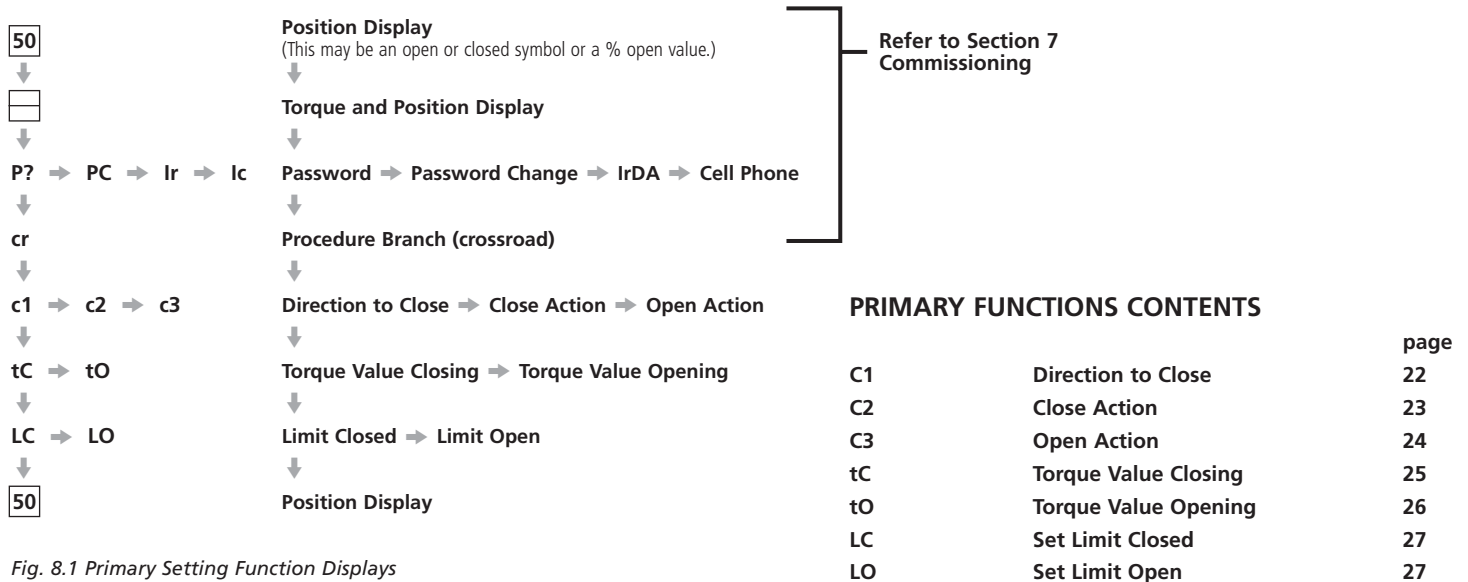 50
Position Display
(This may be an open or closed symbol or a % open value.)
Refer to Section 7
Commissioning
Torque and Position Display
P? PC Ir Ic
Password Password Change IrDA Cell Phone
cr
Procedure Branch (crossroad)
c1 c2 c3
Direction to Close Close Action Open Action
tC tO
Torque Value Closing Torque Value Opening
LC LO
Limit Closed Limit Open
50
Position Display
Fig. 8.1 Primary Setting Function Displays
PRIMARY FUNCTIONS CONTENTS
page
C1 Direction to Close 22
C2 Close Action 23
C3 Open Action 24
tC Torque Value Closing 25
tO Torque Value Opening 26
LC Set Limit Closed 27
LO Set Limit Open 27